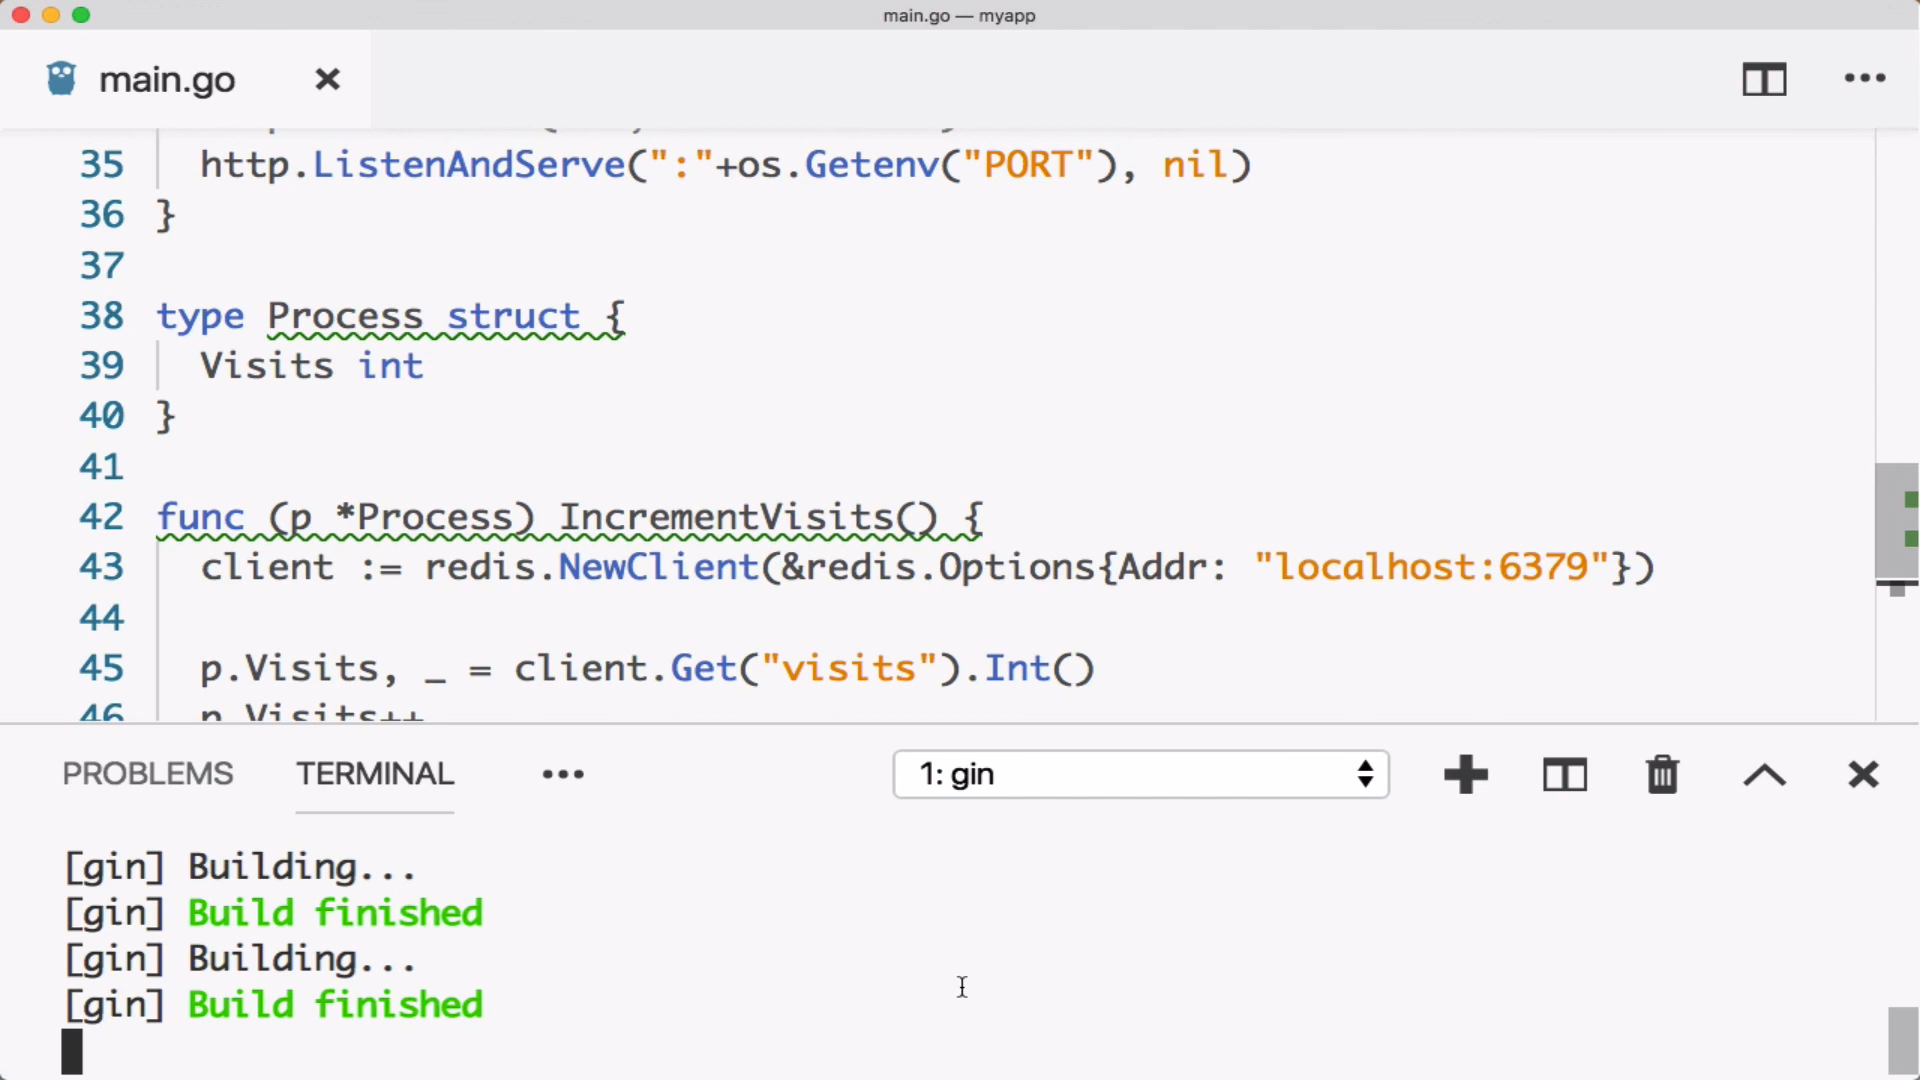 main.go — myapp
main.go
35 http.ListenAndServe(":"+os.Getenv("PORT"), nil)
36 }
37
38 type Process struct {
39 Visits int
40 }
41
42 func (p *Process) IncrementVisits() {
43 client := redis.NewClient(&redis.Options{Addr: "localhost:6379"})
44
45 p.Visits, _ = client.Get("visits").Int()
46 p.Visits++
PROBLEMS TERMINAL ••• 1: gin
[gin] Building...
[gin] Build finished
[gin] Building...
[gin] Build finished